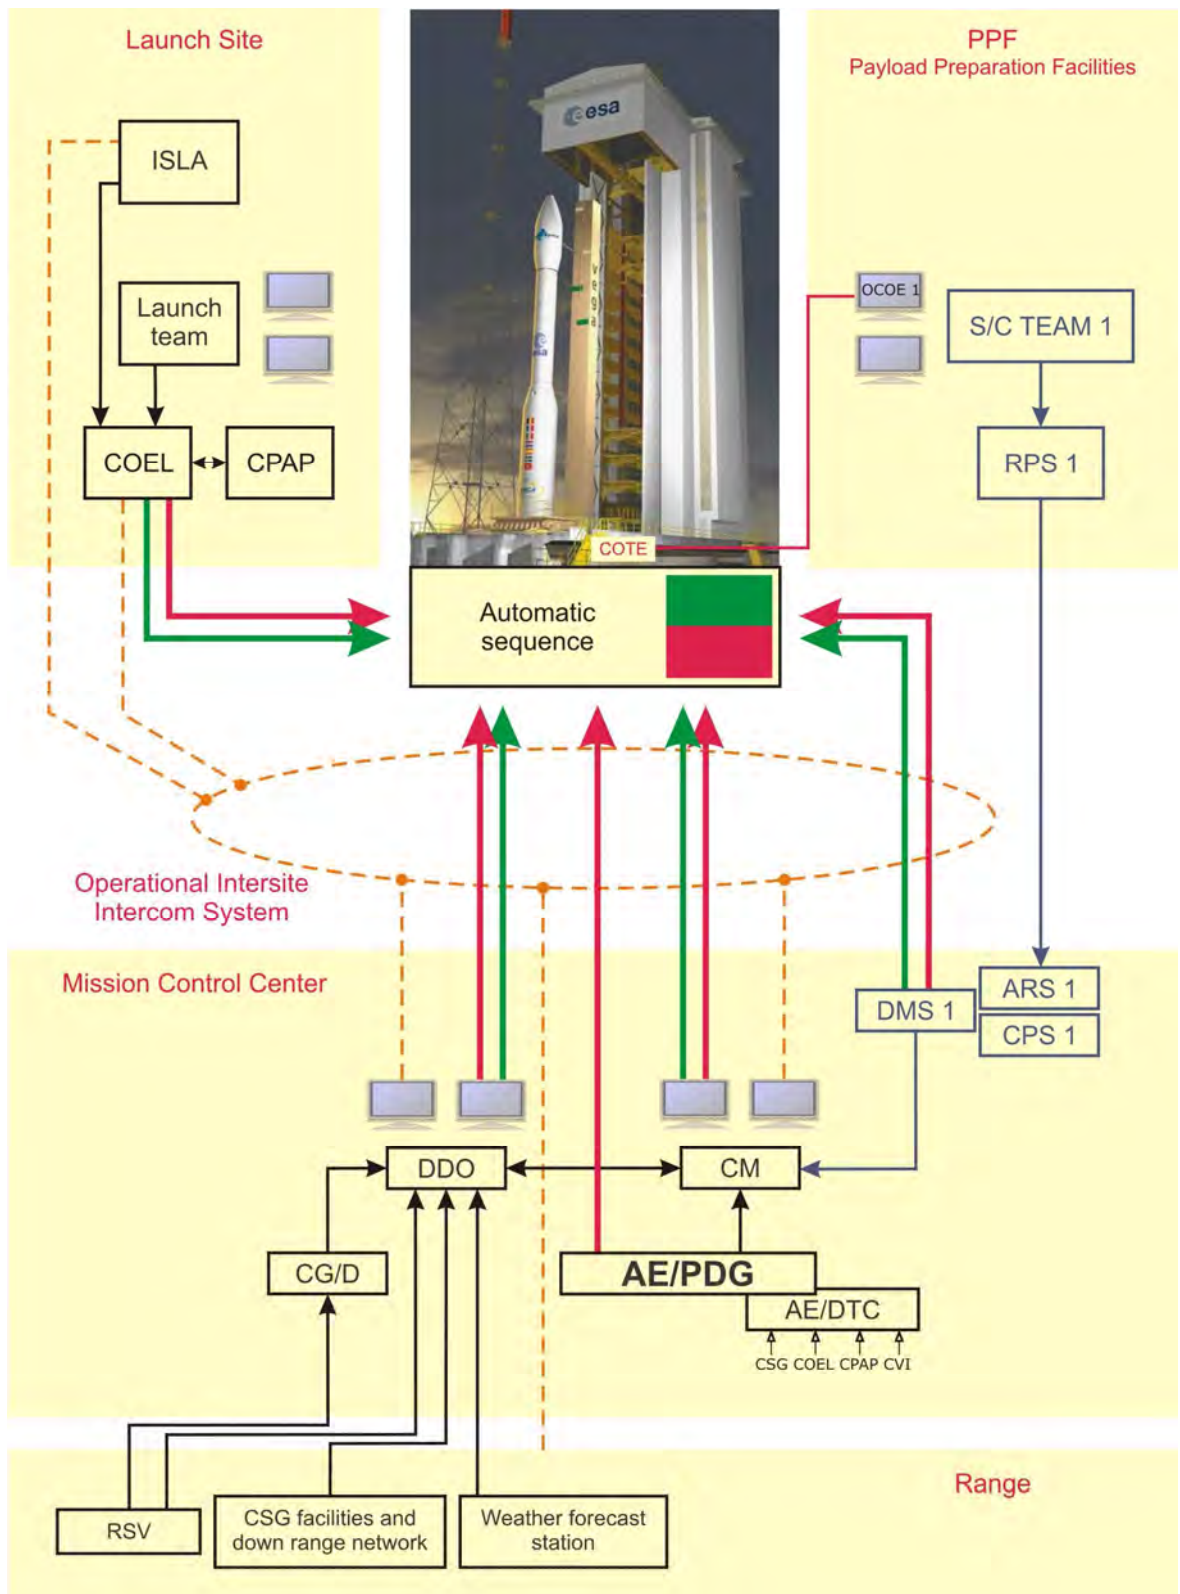 Launch Site
PPF
Payload Preparation Facilities
esa
ISLA
Launch
team
vega
esa
OCOE 1
S/C TEAM 1
COEL
CPAP
RPS 1
COTE
Automatic
sequence
Operational Intersite
Intercom System
Mission Control Center
ARS 1
DMS 1
CPS 1
DDO
CM
CG/D
AE/PDG
AE/DTC
CSG COEL CPAP CVI
Range
RSV
CSG facilities and
down range network
Weather forecast
station